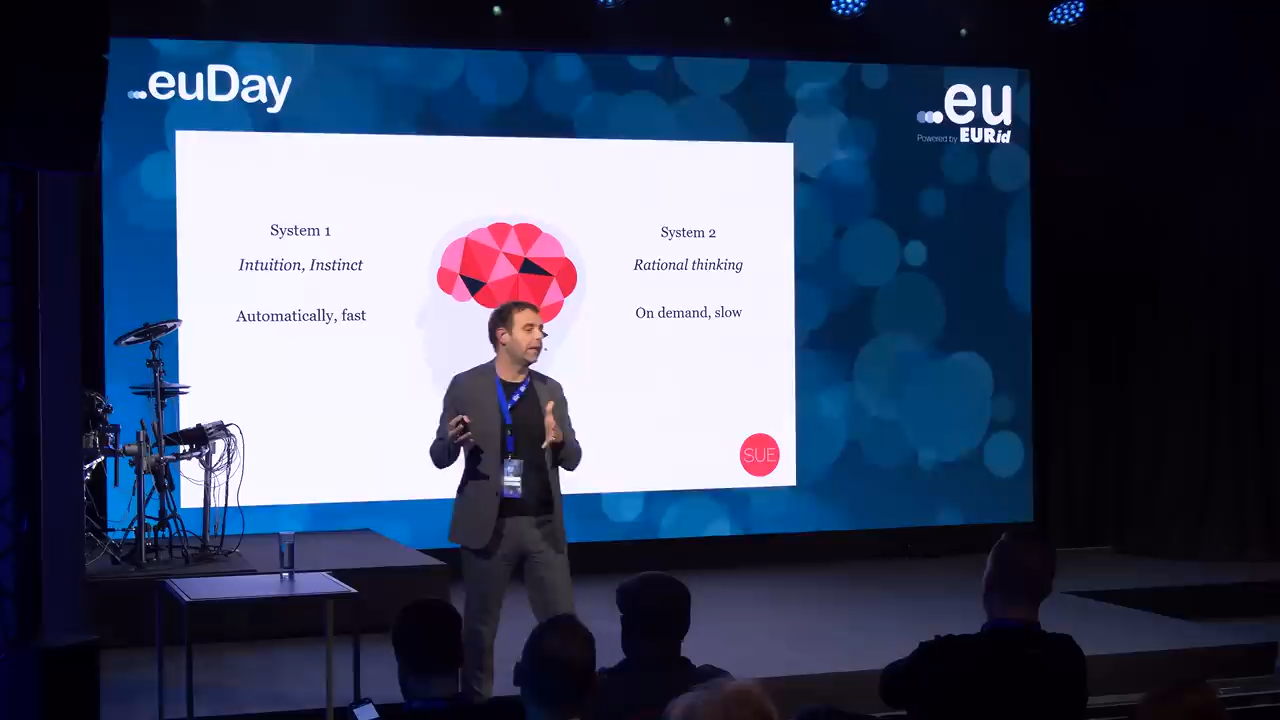 .euDay
.eu
Powered by EURid
System 1
Intuition, Instinct
Automatically, fast
System 2
Rational thinking
On demand, slow
SUE